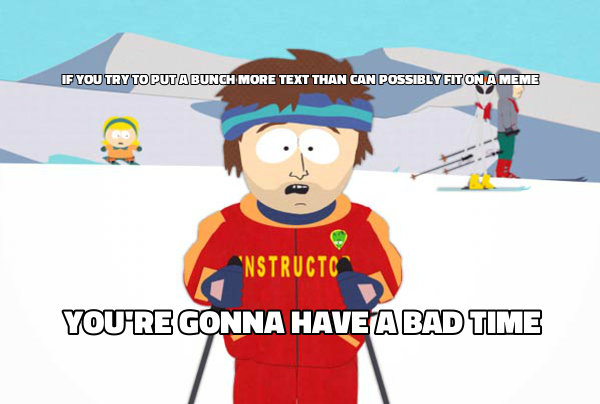 IF YOU TRY TO PUT A BUNCH MORE TEXT THAN CAN POSSIBLY FIT ON A MEME
INSTRUCTO
YOU'RE GONNA HAVE A BAD TIME